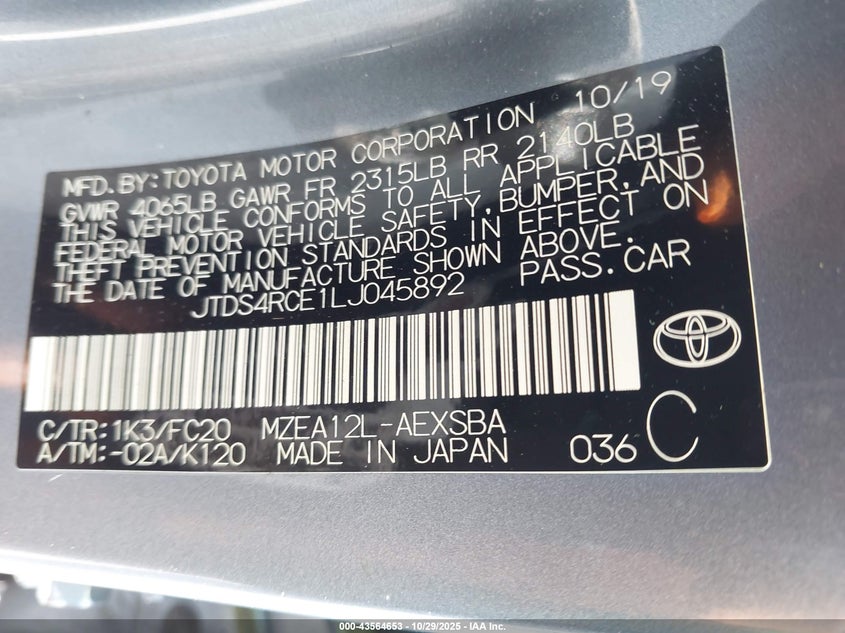 MFD.BY:TOYOTA MOTOR CORPORATION 10/19
GVWR 4065LB GAWR FR 2315LB RR 2140LB
THIS VEHICLE CONFORMS TO ALL APPLICABLE
FEDERAL MOTOR VEHICLE SAFETY,BUMPER,AND
THEFT PREVENTION STANDARDS IN EFFECT ON
THE DATE OF MANUFACTURE SHOWN ABOVE.
JTDS4RCE1LJ045892 PASS.CAR
C/TR:1K3/FC20 MZEA12L-AEXSBA
A/TM:-02A/K120 MADE IN JAPAN 036 C
000-43564653 - 10/29/2025 - IAA Inc.